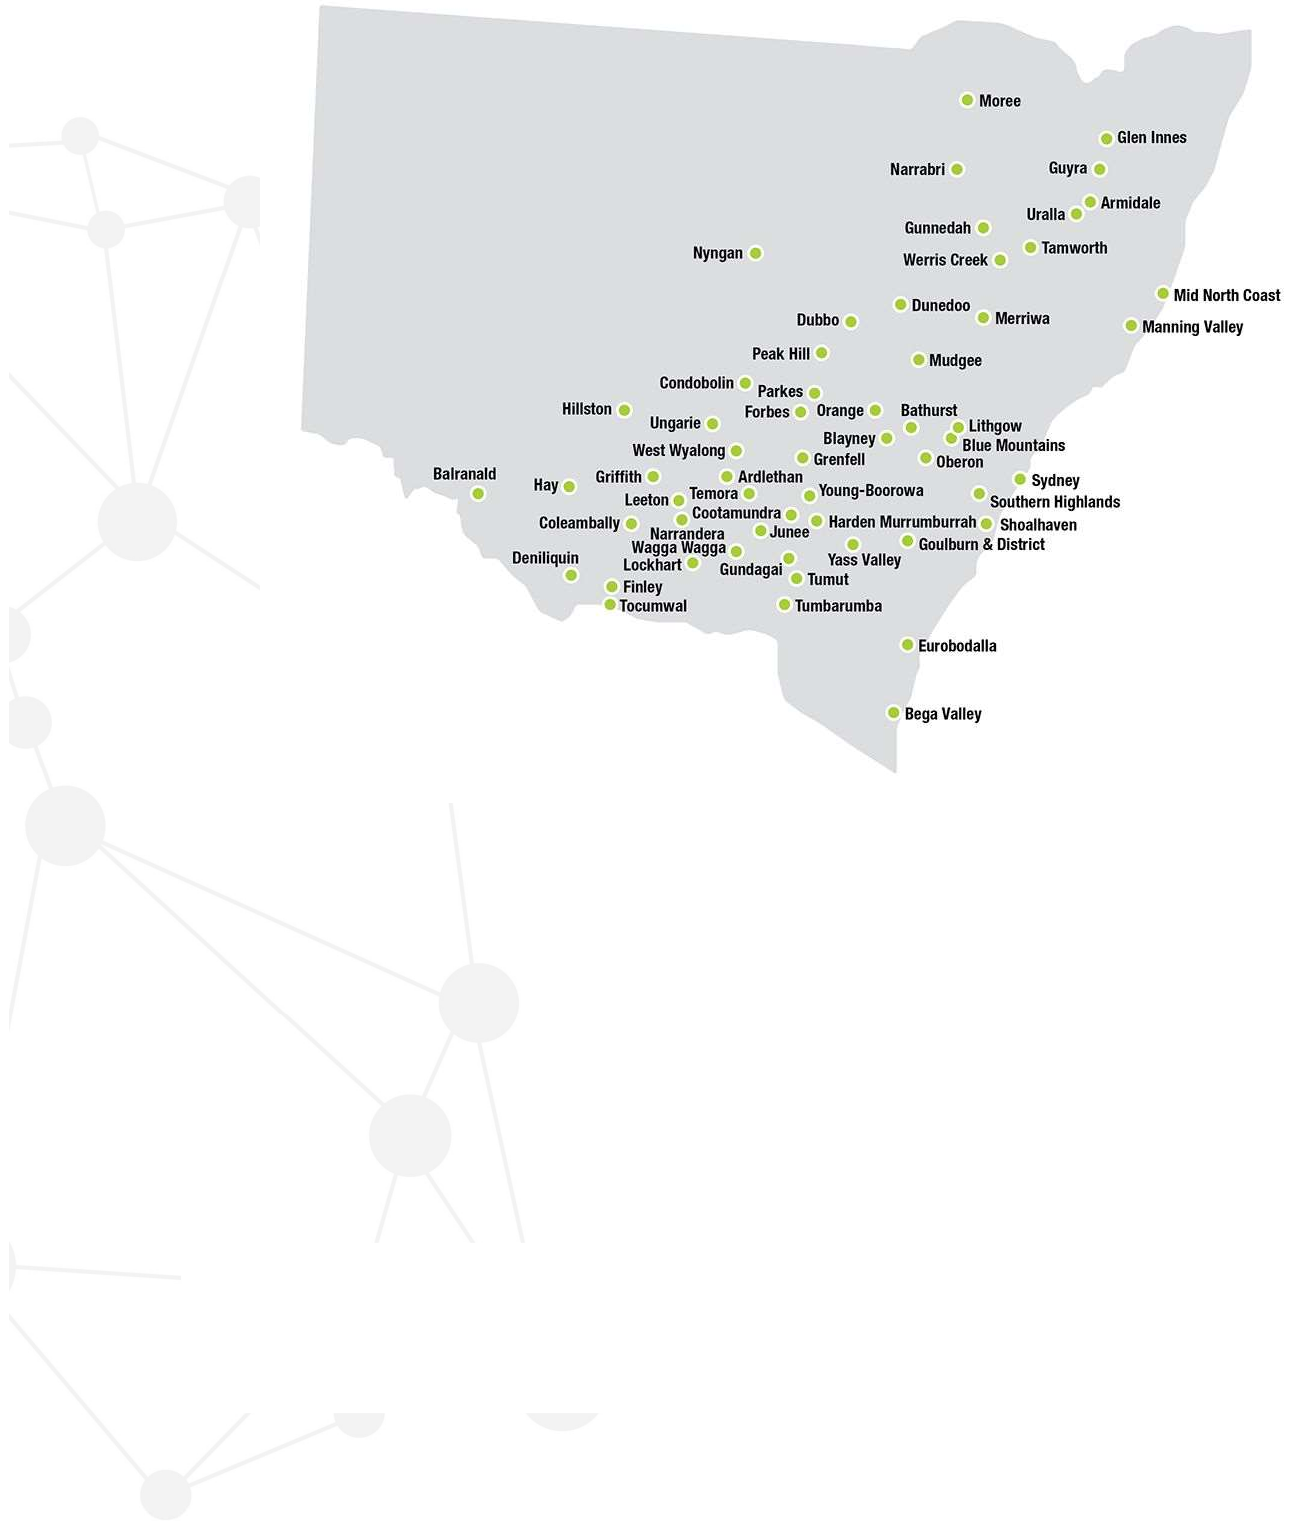 Moree
Glen Innes
Narrabri
Guyra
Armidale
Uralla
Gunnedah
Tamworth
Nyngan
Werris Creek
Mid North Coast
Dunedoo
Merriwa
Dubbo
Manning Valley
Peak Hill
Mudgee
Condobolin
Parkes
Hillston
Forbes
Orange
Bathurst
Ungarie
Lithgow
Blayney
Blue Mountains
West Wyalong
Grenfell
Oberon
Balranald
Griffith
Ardlethan
Sydney
Hay
Temora
Young-Boorowa
Leeton
Southern Highlands
Cootamundra
Coleambally
Harden Murrumburrah
Shoalhaven
Narrandera
Junee
Wagga Wagga
Goulburn & District
Deniliquin
Lockhart
Gundagai
Yass Valley
Tumut
Finley
Tocumwal
Tumbarumba
Eurobodalla
Bega Valley